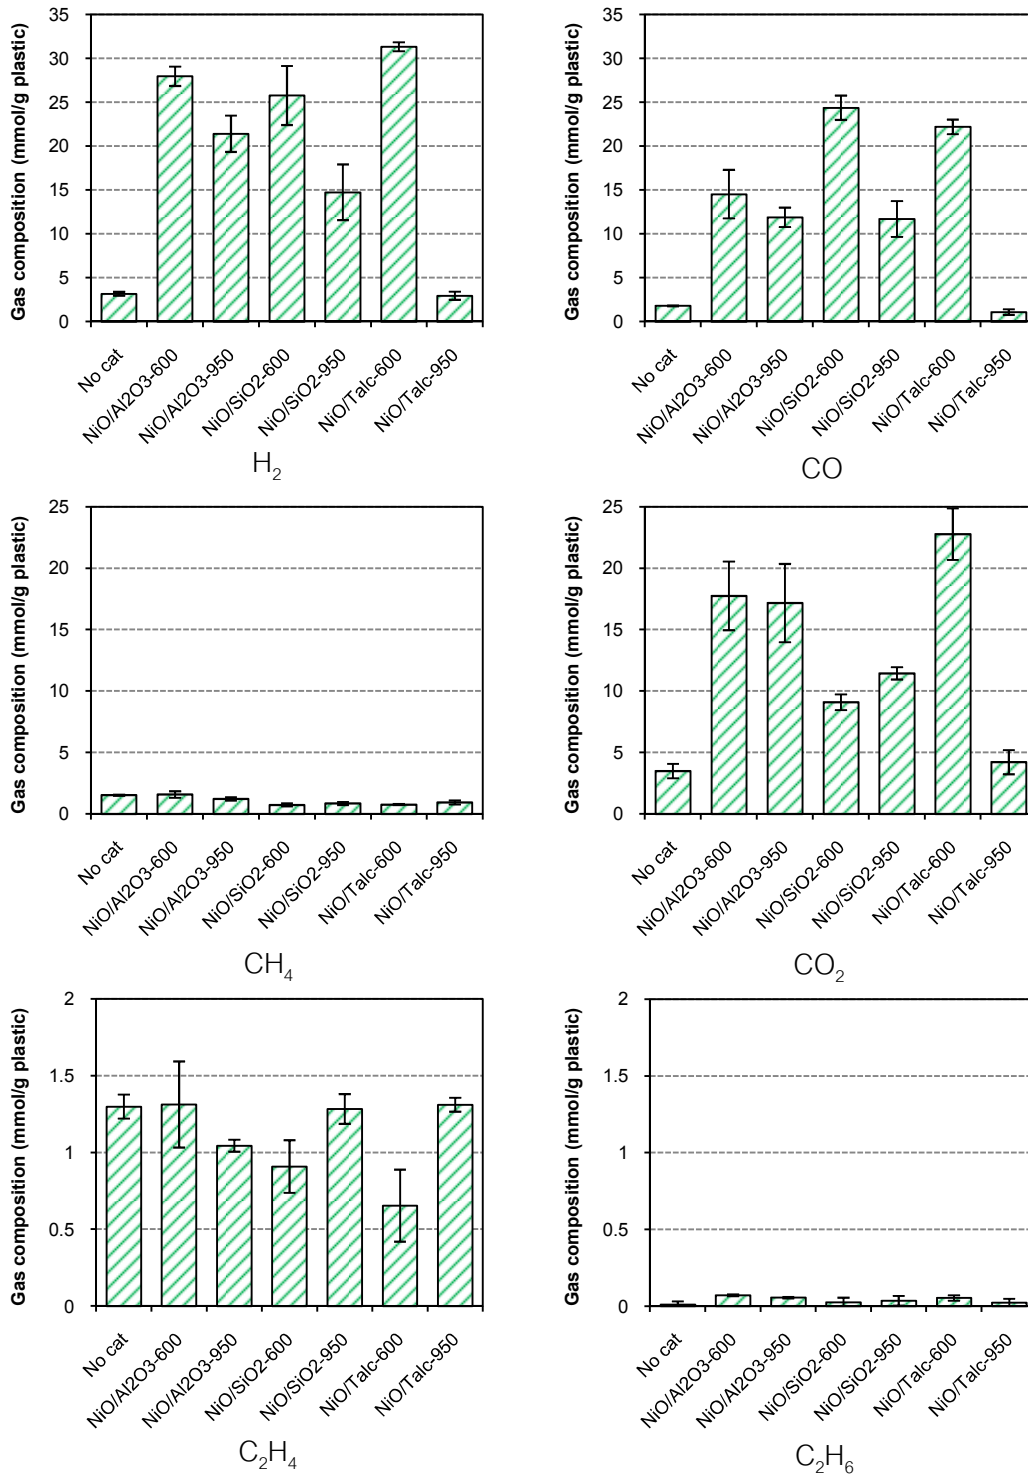 Gas composition (mmol/g plastic)
35
30
25
20
15
10
5
0
No cat
NiO/Al2O3-600
NiO/Al2O3-950
NiO/SiO2-600
NiO/SiO2-950
NiO/Talc-600
NiO/Talc-950
H₂
Gas composition (mmol/g plastic)
35
30
25
20
15
10
5
0
No cat
NiO/Al2O3-600
NiO/Al2O3-950
NiO/SiO2-600
NiO/SiO2-950
NiO/Talc-600
NiO/Talc-950
CO
Gas composition (mmol/g plastic)
25
20
15
10
5
0
No cat
NiO/Al2O3-600
NiO/Al2O3-950
NiO/SiO2-600
NiO/SiO2-950
NiO/Talc-600
NiO/Talc-950
CH₄
Gas composition (mmol/g plastic)
25
20
15
10
5
0
No cat
NiO/Al2O3-600
NiO/Al2O3-950
NiO/SiO2-600
NiO/SiO2-950
NiO/Talc-600
NiO/Talc-950
CO₂
Gas composition (mmol/g plastic)
2
1.5
1
0.5
0
No cat
NiO/Al2O3-600
NiO/Al2O3-950
NiO/SiO2-600
NiO/SiO2-950
NiO/Talc-600
NiO/Talc-950
C₂H₄
Gas composition (mmol/g plastic)
2
1.5
1
0.5
0
No cat
NiO/Al2O3-600
NiO/Al2O3-950
NiO/SiO2-600
NiO/SiO2-950
NiO/Talc-600
NiO/Talc-950
C₂H₆